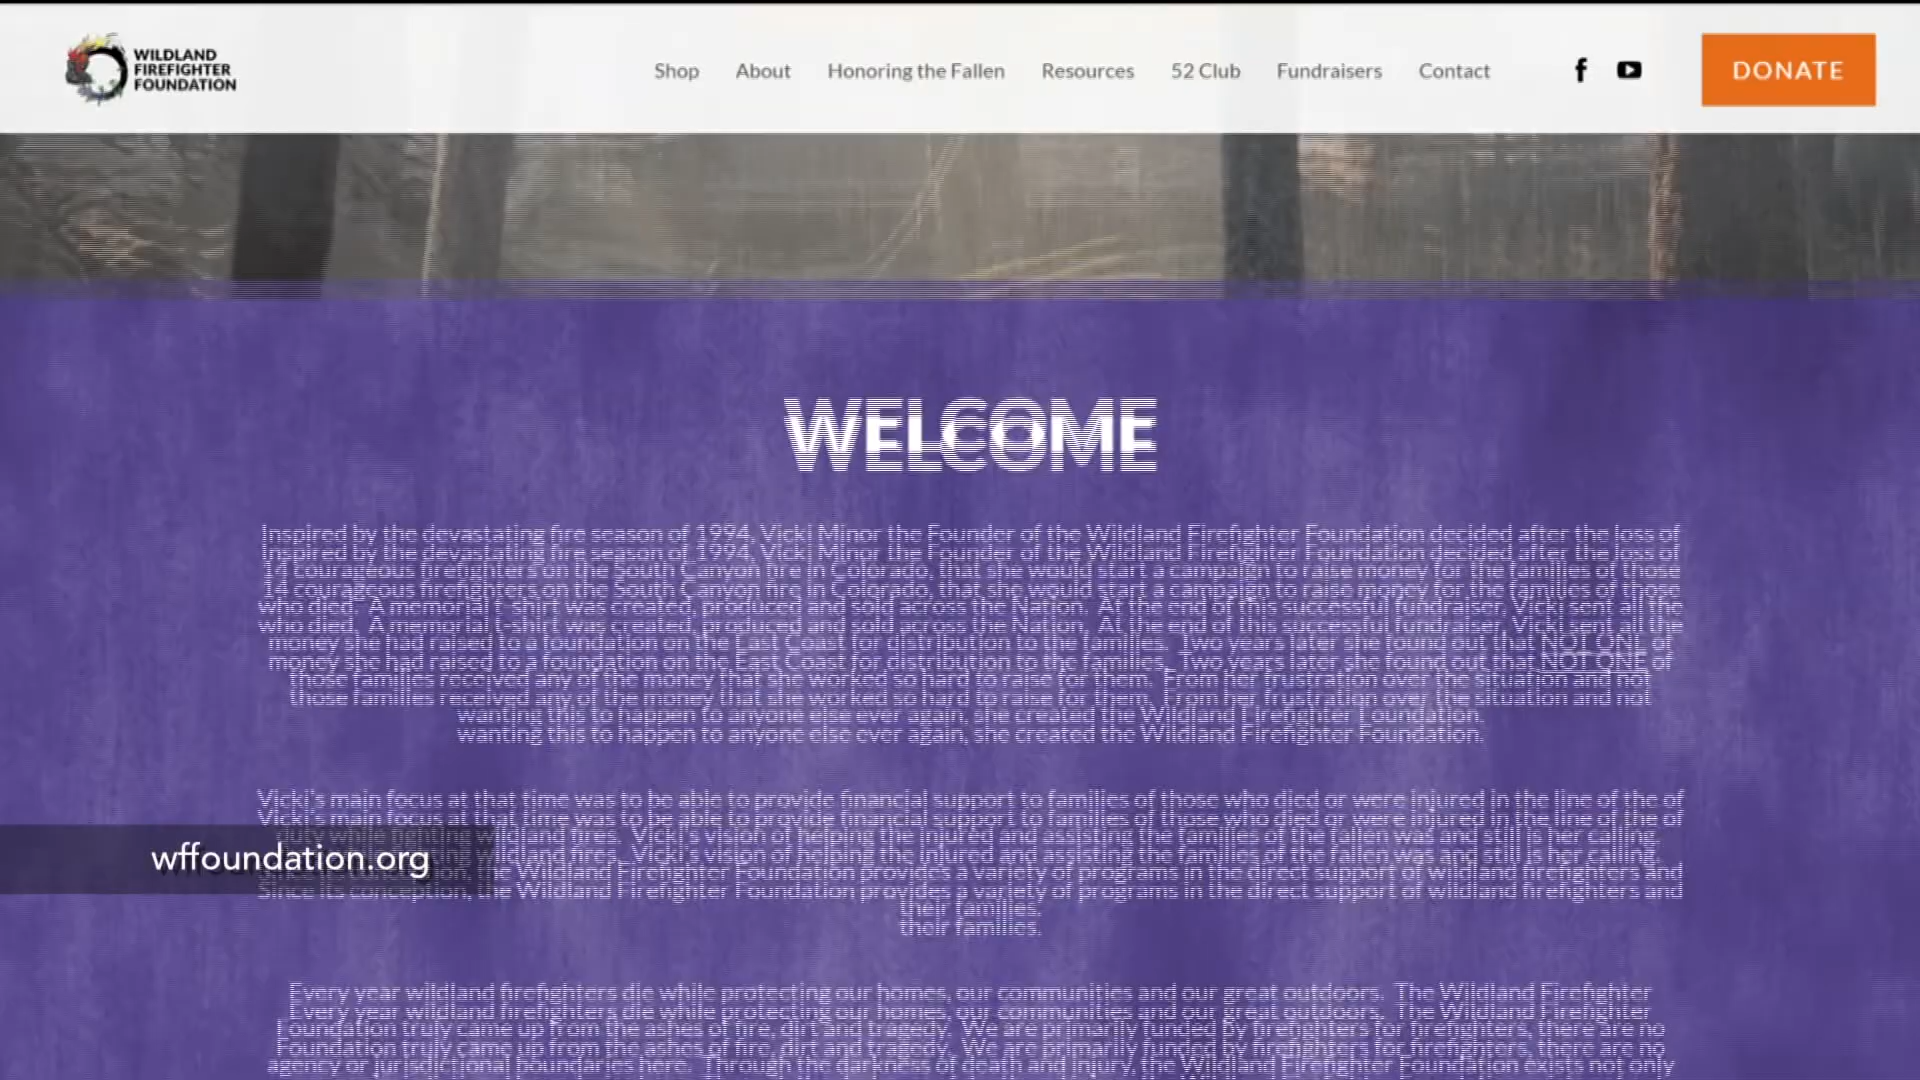 WILDLAND
FIREFIGHTER
FOUNDATION
Shop About Honoring the Fallen Resources 52 Club Fundraisers Contact
DONATE
WELCOME
Inspired by the devastating fire season of 1994, Vicki Minor the Founder of the Wildland Firefighter Foundation decided after the loss of
14 courageous firefighters on the South Canyon fire in Colorado, that she would start a campaign to raise money for the families of those
who died. A memorial t-shirt was created, produced and sold across the Nation. At the end of this successful fundraiser, Vicki sent all the
money she had raised to a foundation on the East Coast for distribution to the families. Two years later she found out that NOT ONE of
those families received any of the money that she worked so hard to raise for them. From her frustration over the situation and not
wanting this to happen to anyone else ever again, she created the Wildland Firefighter Foundation.
Vicki's main focus at that time was to be able to provide financial support to families of those who died or were injured in the line of the of
duty while fighting wildland fires. Vicki's vision of helping the injured and assisting the families of the fallen was and still is her calling.
wffoundation.org
Since its conception, the Wildland Firefighter Foundation provides a variety of programs in the direct support of wildland firefighters and
their families.
Every year wildland firefighters die while protecting our homes, our communities and our great outdoors. The Wildland Firefighter
Foundation truly came up from the ashes of fire, dirt and tragedy. We are primarily funded by firefighters for firefighters, there are no
agency or jurisdictional boundaries here. Through the darkness of death and injury, the Wildland Firefighter Foundation exists not only